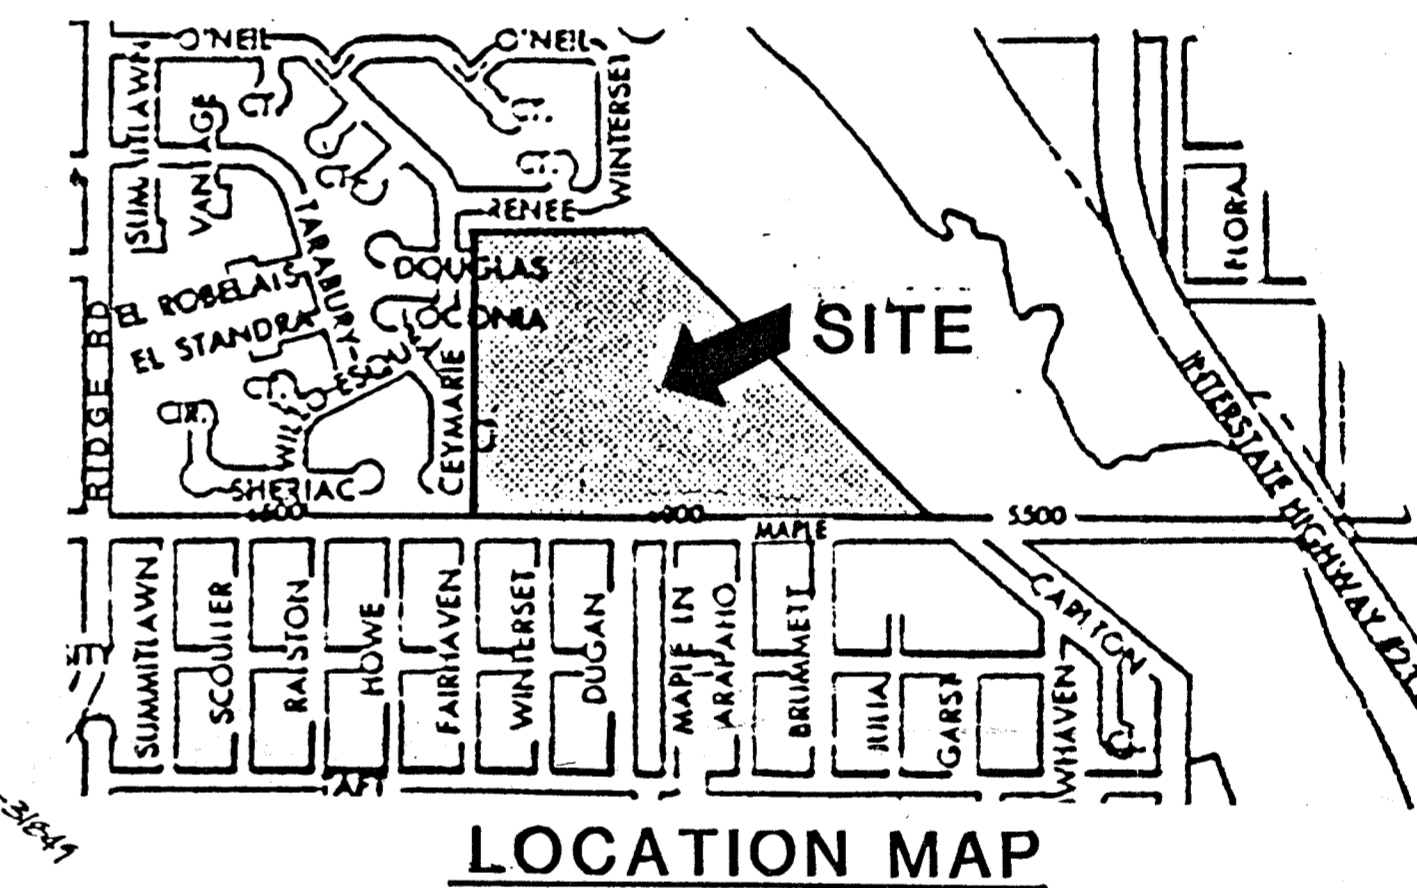 O'NEIL
O'NEIL
SUMMITLAWN
VANTAGE
CT.
CT.
CT.
CT.
WINTERSET
RENEE
TARABURY
DOUGLAS
LOCONIA
EL ROBELAIS
EL STANDRA
RIDGE RD
CIR.
SHERIAC
CEYMARIE
CT
SITE
FLORA
INTERSTATE HIGHWAY #235
5500
MAPLE
SUMMITLAWN
SCOULLER
RALSTON
HOWE
FAIRHAVEN
WINTERSET
DUGAN
MAPLE LN
ARAPAHO
BRUMMETT
JULIA
GARST
CARLTON
LOCATION MAP